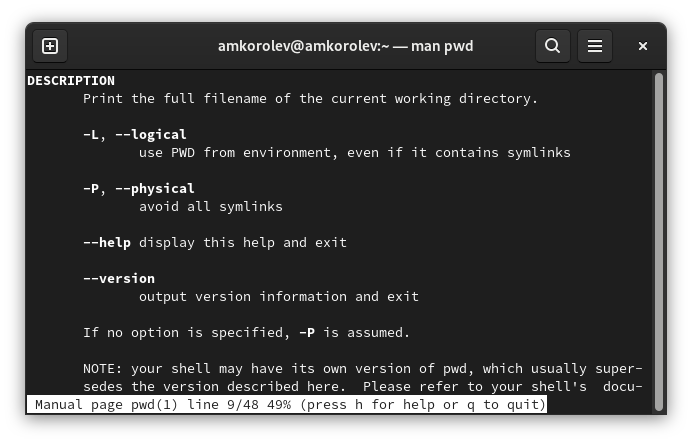 amkorolev@amkorolev:~ — man pwd
DESCRIPTION
Print the full filename of the current working directory.
-L, --logical
use PWD from environment, even if it contains symlinks
-P, --physical
avoid all symlinks
--help display this help and exit
--version
output version information and exit
If no option is specified, -P is assumed.
NOTE: your shell may have its own version of pwd, which usually super-
sedes the version described here.  Please refer to your shell's  docu-
Manual page pwd(1) line 9/48 49% (press h for help or q to quit)